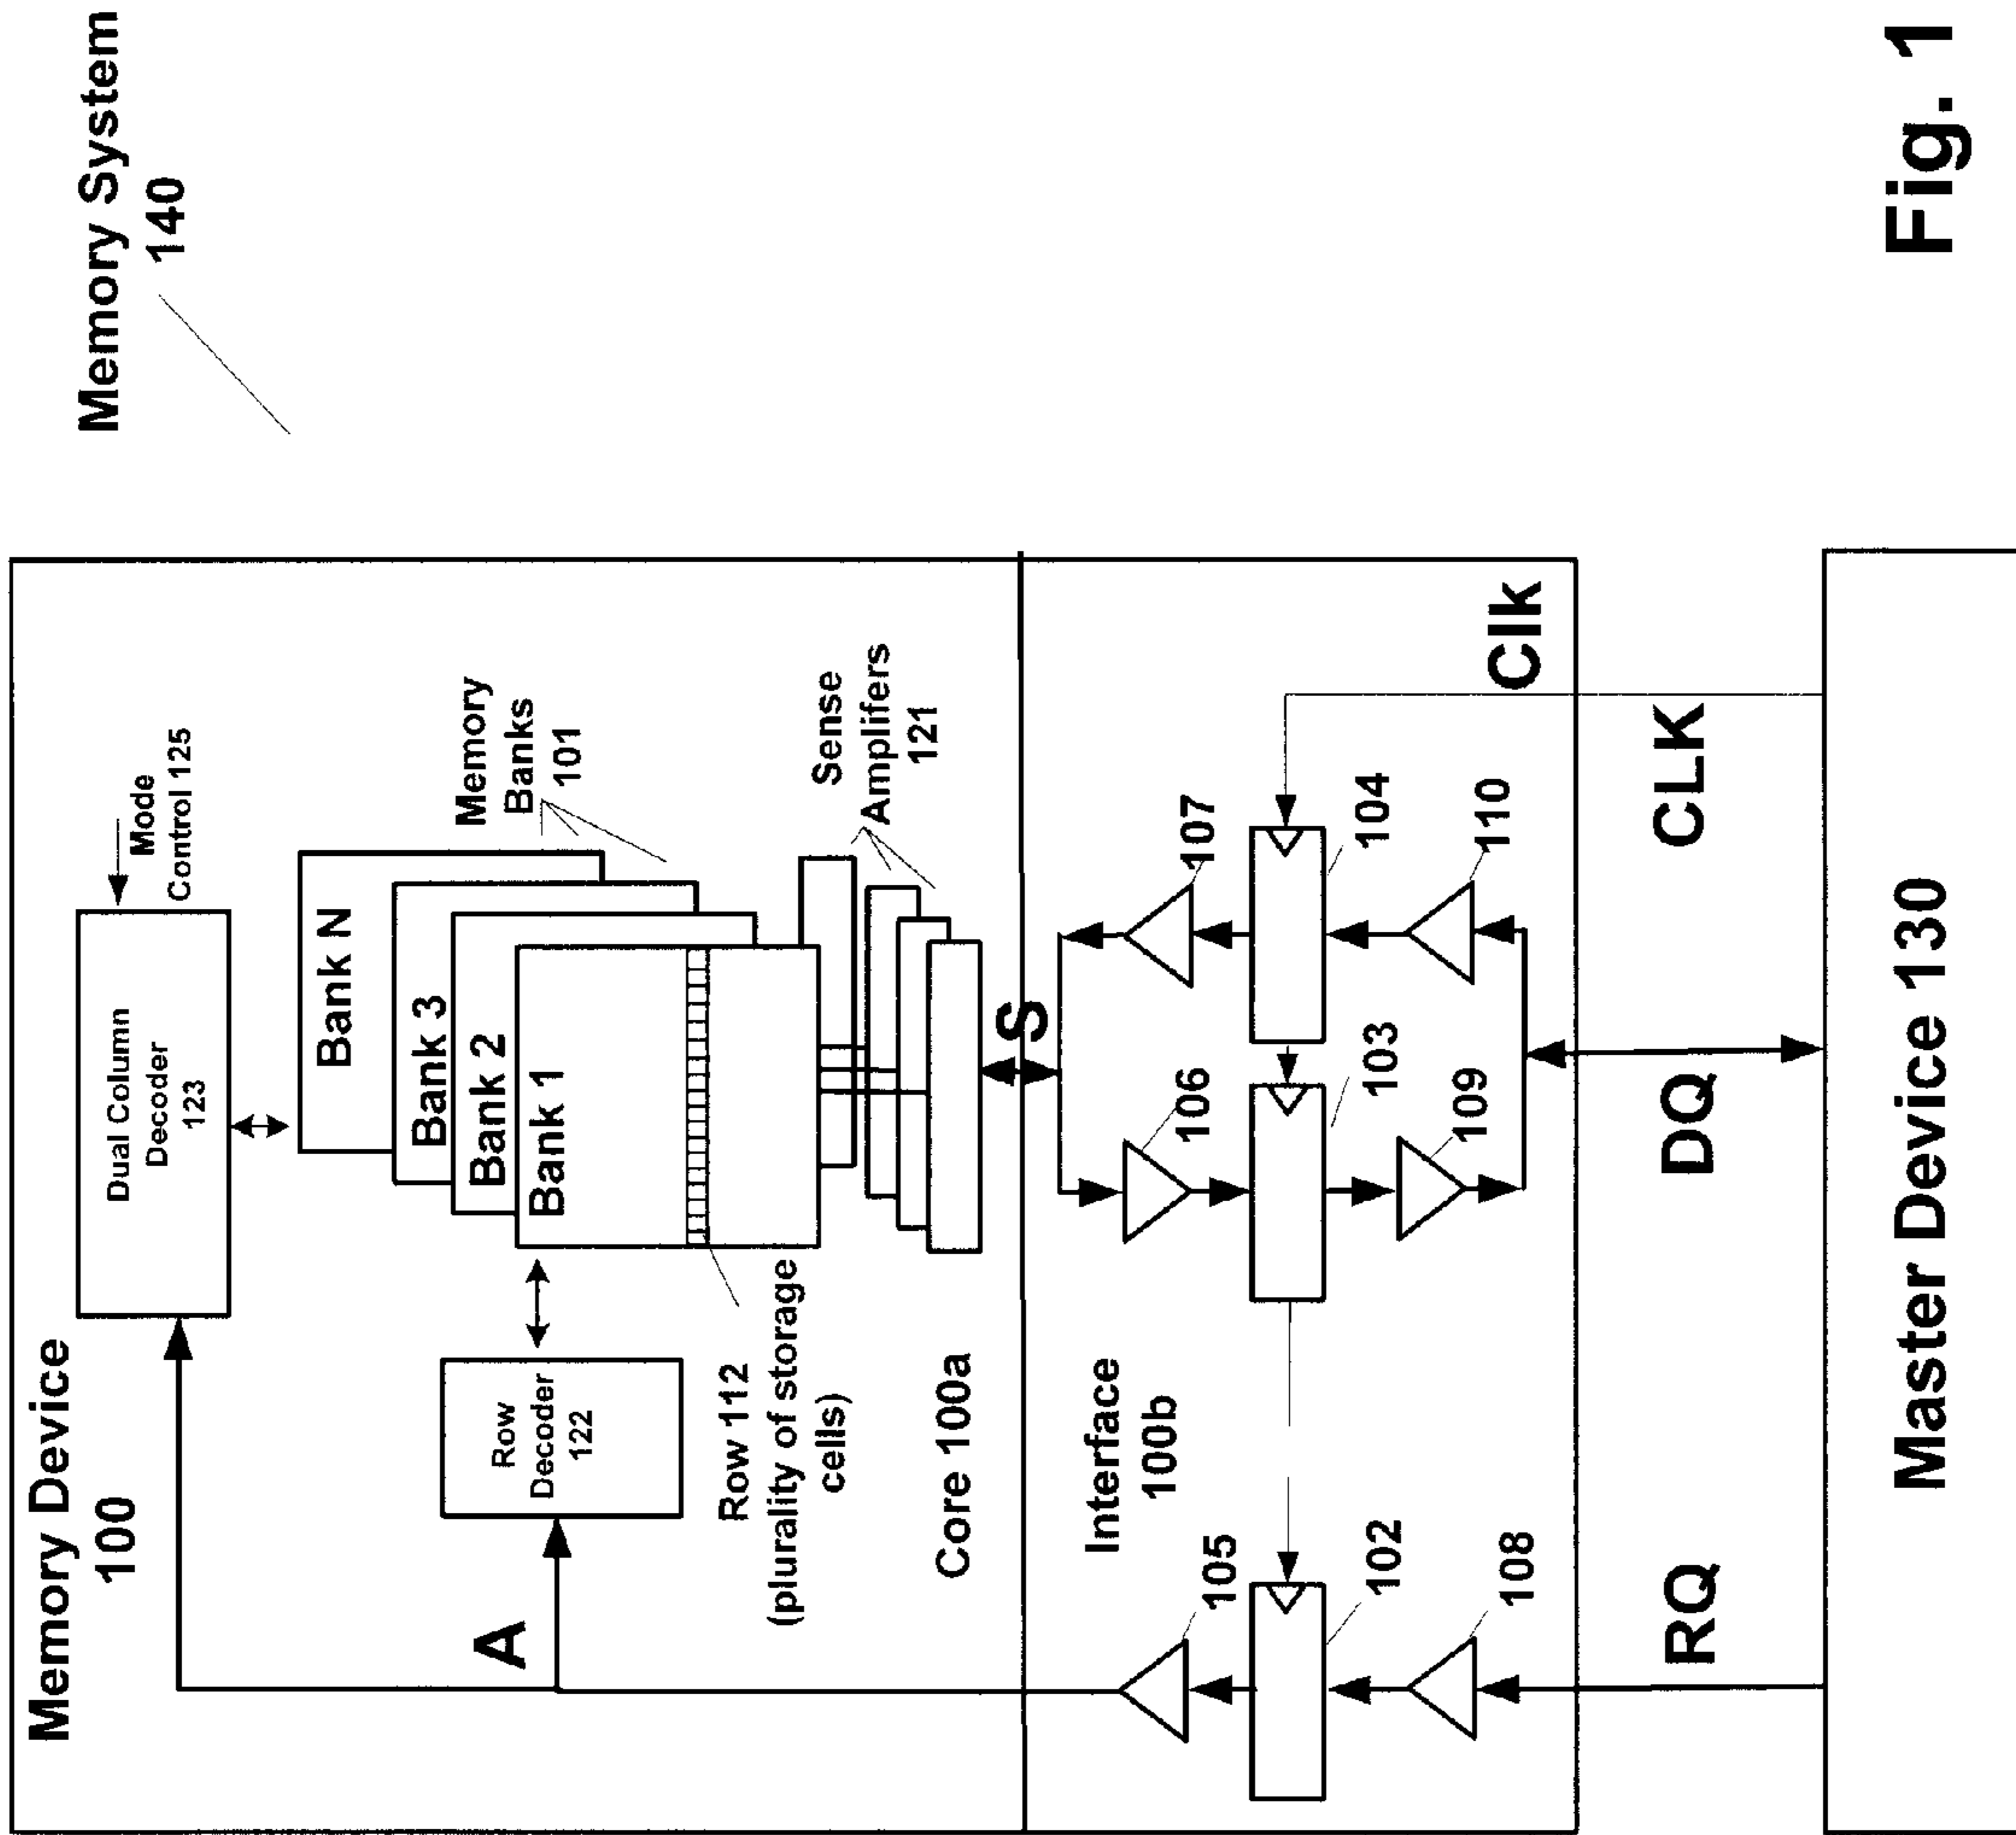 Memory System
140
Memory Device
100
Mode
Control 125
Dual Column
Decoder
123
Bank N
Bank 3
Bank 2
Bank 1
Memory
Banks
101
Row
Decoder
122
A
Row 112
(plurality of storage
cells)
Sense
Amplifers
121
Core 100a
S
Interface
100b
105
106
107
102
103
104
108
109
110
Clk
RQ
DQ
CLK
Master Device 130
Fig. 1